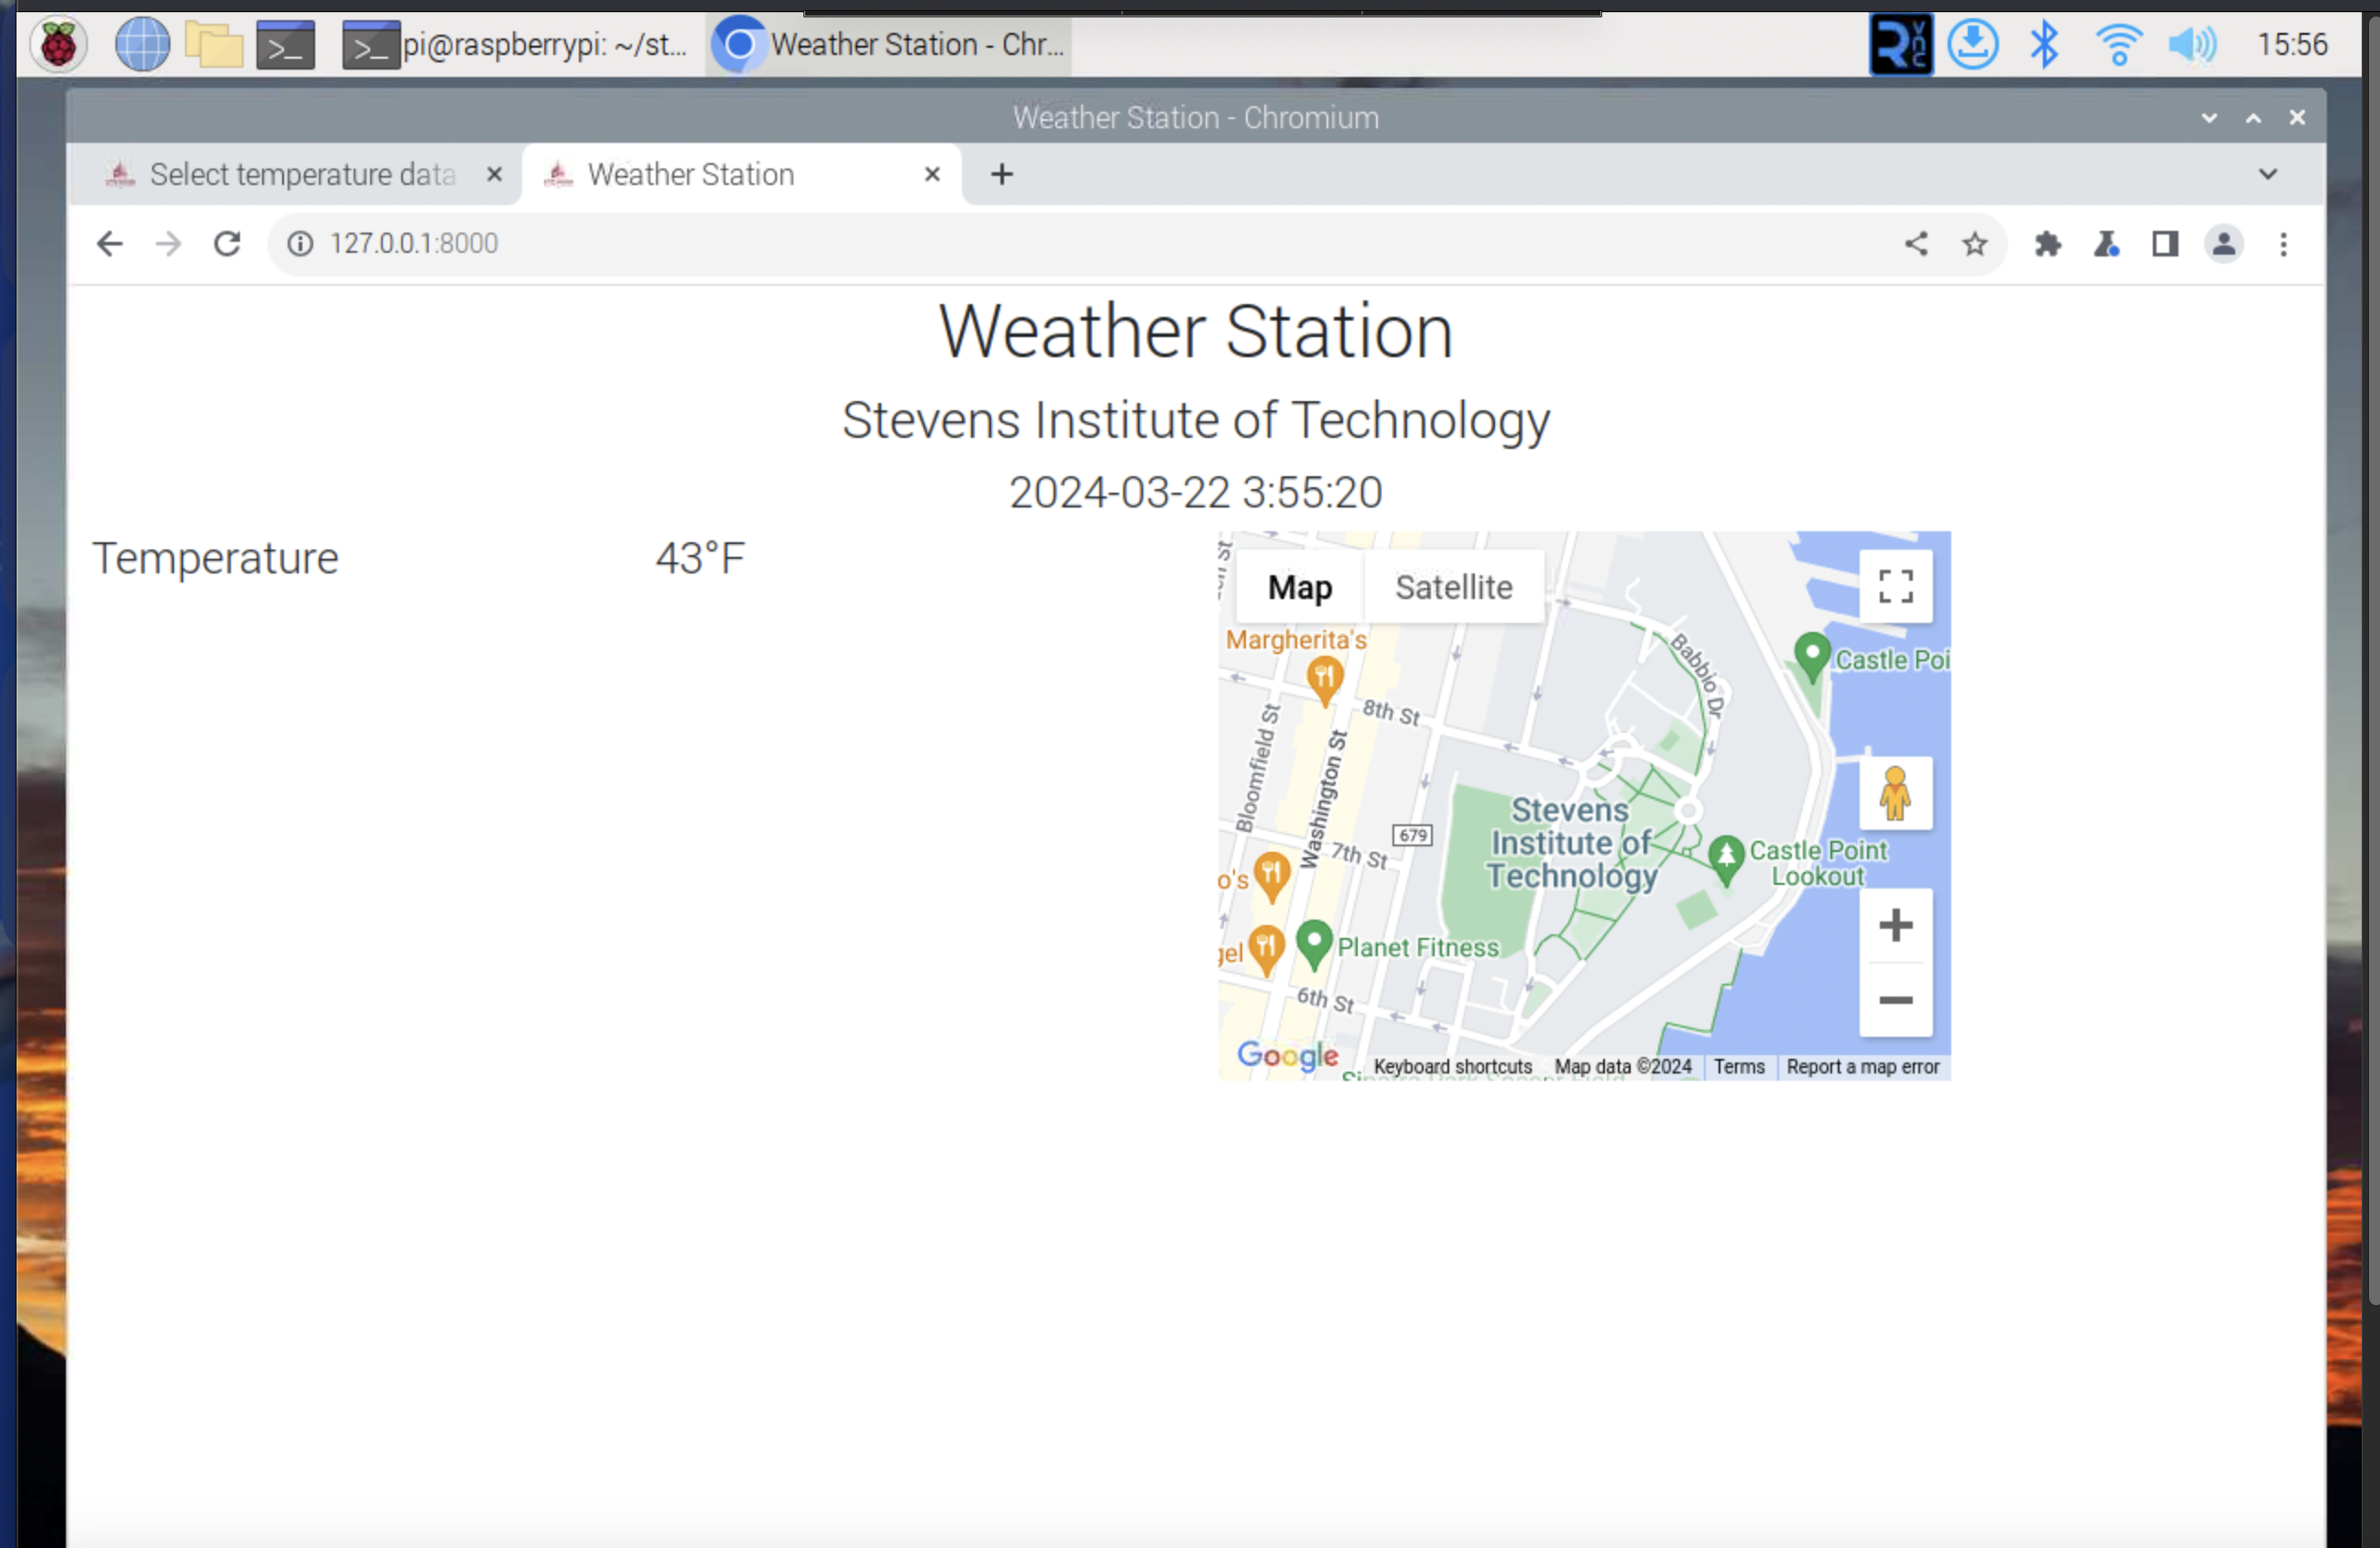 pi@raspberrypi: ~/st...
Weather Station - Chr...
VNC
15:56
Weather Station - Chromium
Select temperature data
Weather Station
127.0.0.1:8000
Weather Station
Stevens Institute of Technology
2024-03-22 3:55:20
Temperature 43°F
Map Satellite
Margherita's
Babbio Dr
Castle Poi
8th St
Bloomfield St
Washington St
679
7th St
Stevens
Institute of
Technology
Castle Point
Lookout
o's
gel
Planet Fitness
6th St
Google
Keyboard shortcuts Map data ©2024 Terms Report a map error